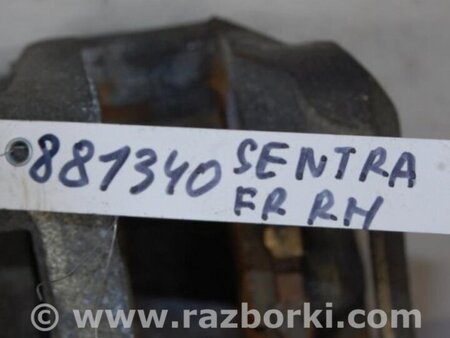 881340 SENTRA
FR RH
© www.razborki.com